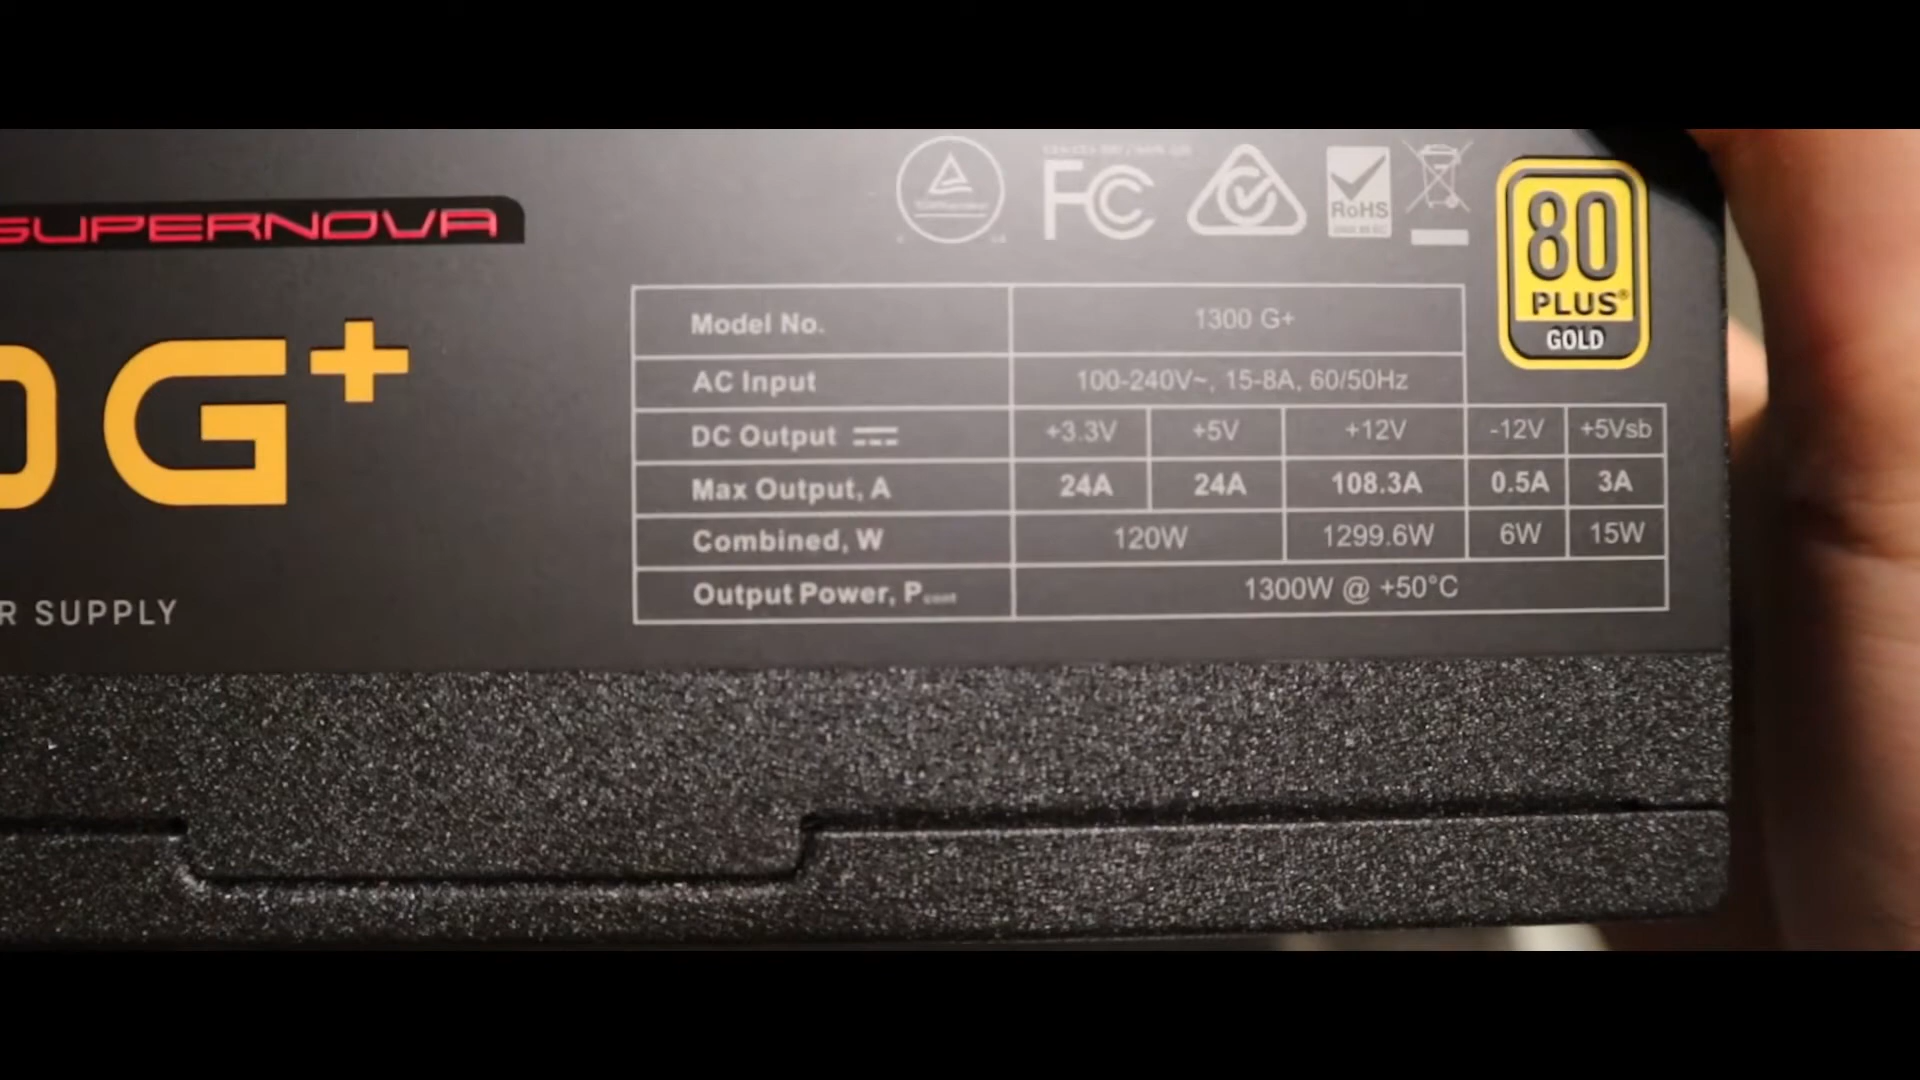 SUPERNOVA
0G+
R SUPPLY
FC
RoHS
80
PLUS®
GOLD
Model No. 1300 G+
AC Input 100-240V~, 15-8A, 60/50Hz
DC Output +3.3V +5V +12V -12V +5Vsb
Max Output, A 24A 24A 108.3A 0.5A 3A
Combined, W 120W 1299.6W 6W 15W
Output Power, Pcont 1300W @ +50°C